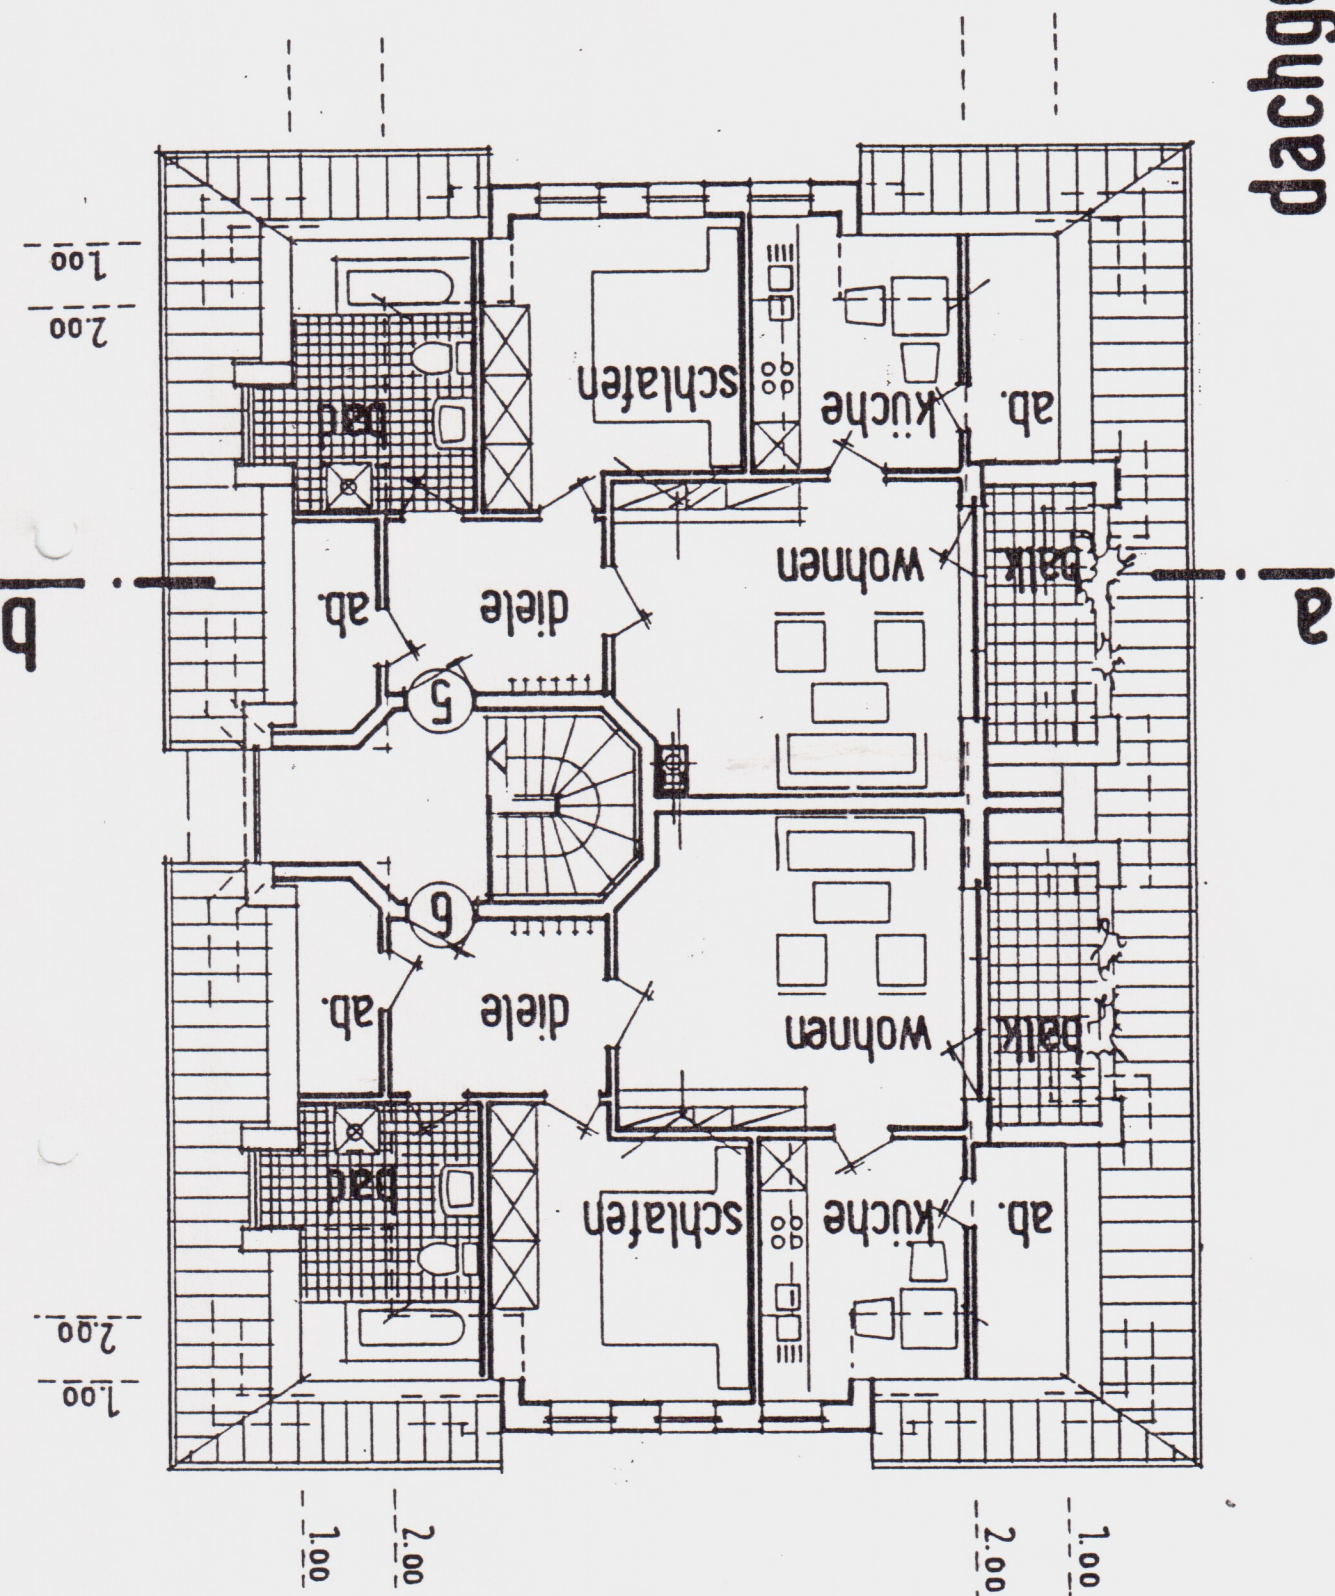 dachge
1.00
2.00
bad
schlafen
küche
ab.
wohnen
balk
ab.
diele
b
a
5
6
ab.
diele
wohnen
balk
bad
schlafen
küche
ab.
2.00
1.00
1.00
2.00
2.00
1.00